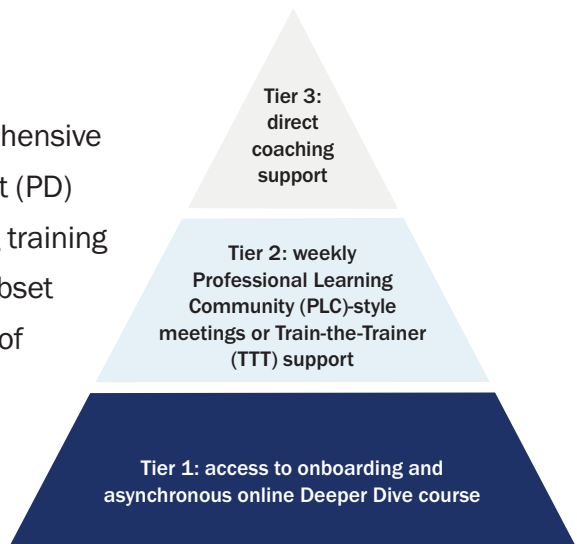 hensive
t (PD)
training
bset
of
Tier 3:
direct
coaching
support
Tier 2: weekly
Professional Learning
Community (PLC)-style
meetings or Train-the-Trainer
(TTT) support
Tier 1: access to onboarding and
asynchronous online Deeper Dive course